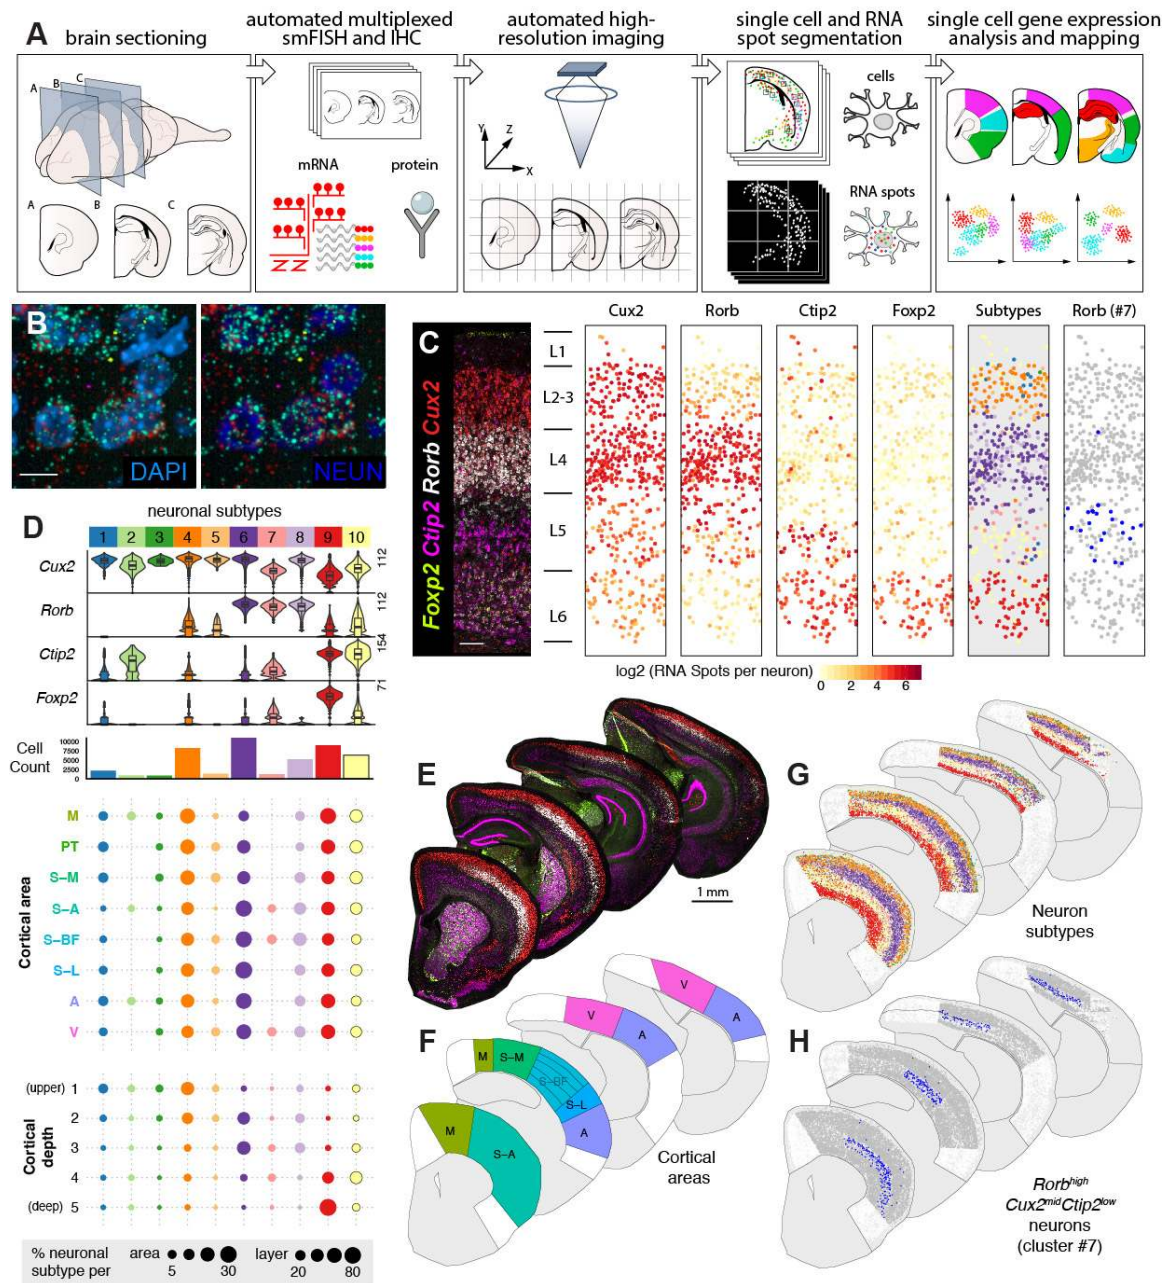 A
brain sectioning
automated multiplexed
smFISH and IHC
automated high-
resolution imaging
single cell and RNA
spot segmentation
single cell gene expression
analysis and mapping
A
B
C
A
B
C
mRNA
protein
Y
Z
X
cells
RNA spots
B
DAPI
NEUN
C
Foxp2 Ctip2 Rorb Cux2
Cux2
Rorb
Ctip2
Foxp2
Subtypes
Rorb (#7)
L1
L2-3
L4
L5
L6
log2 (RNA Spots per neuron)
0 2 4 6
D
neuronal subtypes
1 2 3 4 5 6 7 8 9 10
Cux2
112
Rorb
112
Ctip2
154
Foxp2
71
Cell
Count
10000
7500
5000
2500
0
Cortical area
M
PT
S–M
S–A
S–BF
S–L
A
V
Cortical
depth
(upper) 1
2
3
4
(deep) 5
% neuronal
subtype per
area
5 30
layer
20 80
E
1 mm
F
M
S–A
M
S–M
S–BF
S–L
A
V
A
V
A
Cortical
areas
G
Neuron
subtypes
H
Rorbhigh
Cux2midCtip2low
neurons
(cluster #7)